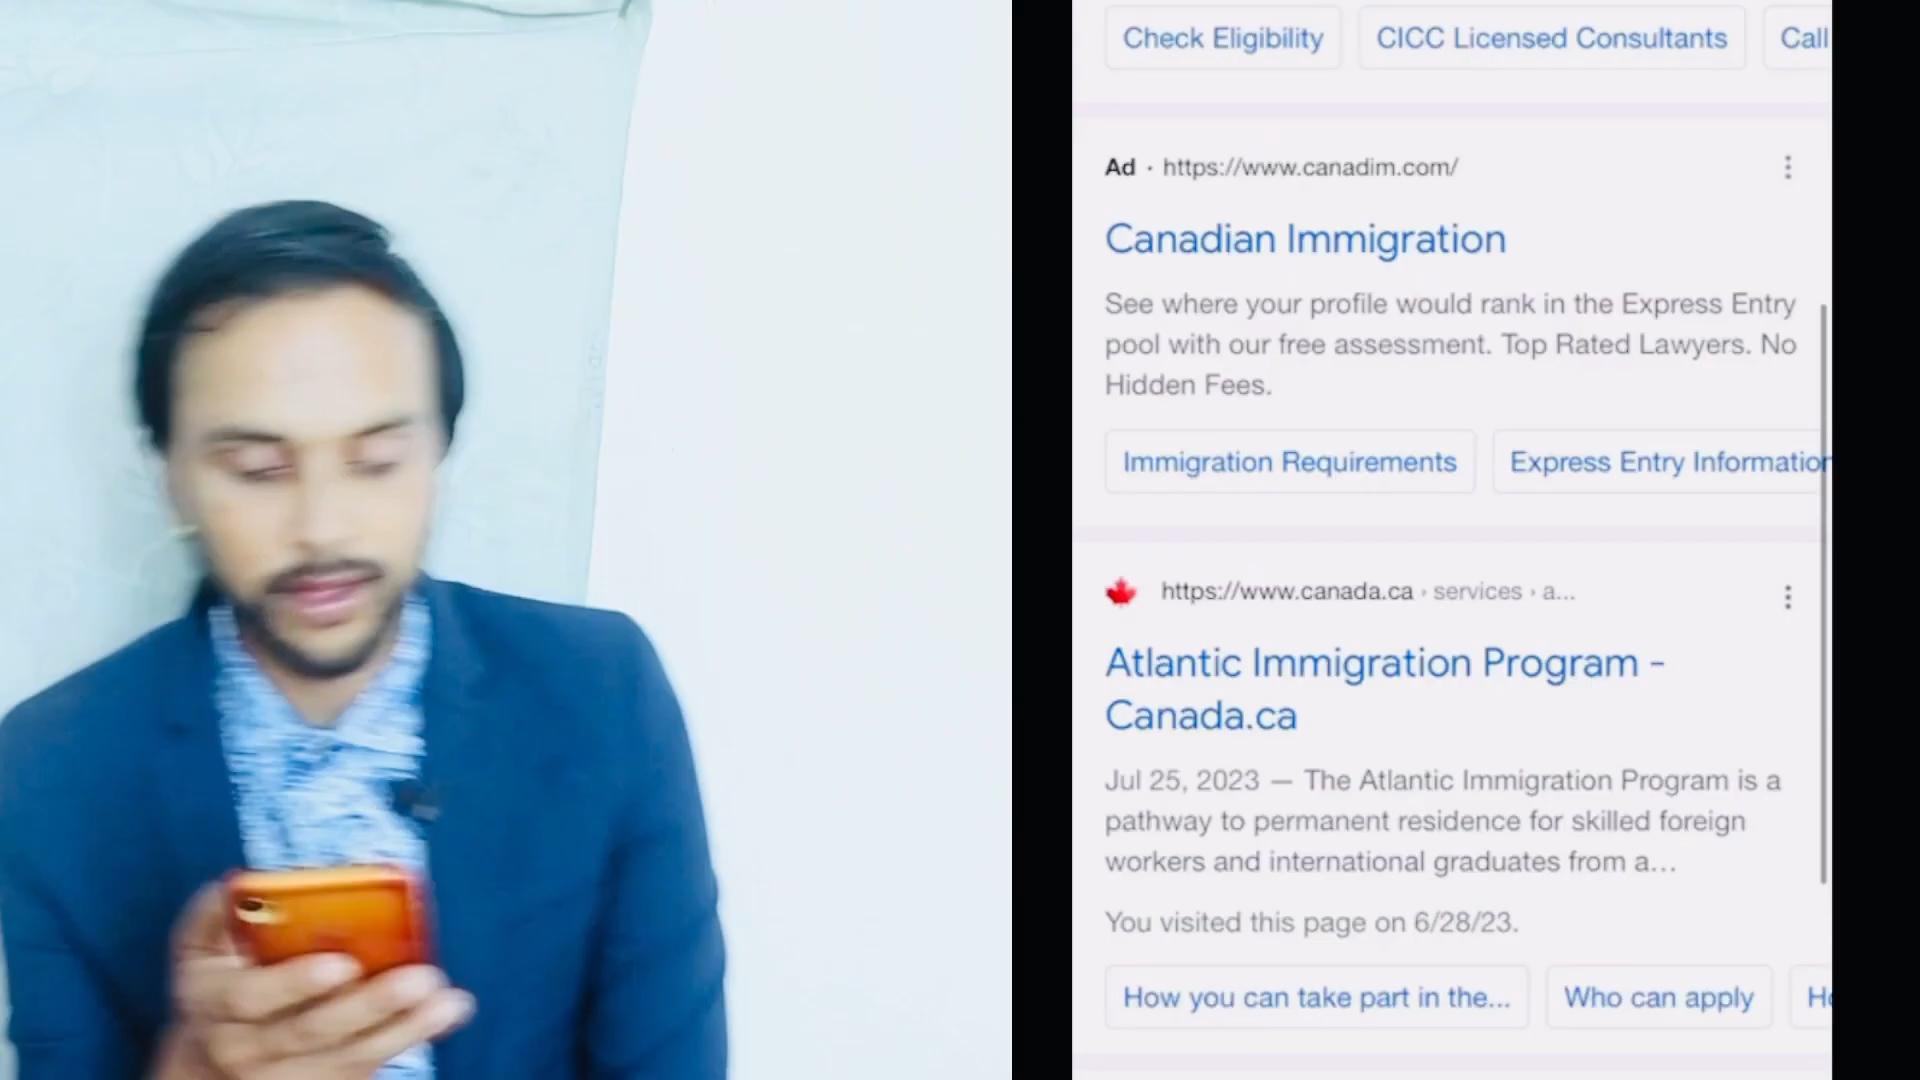 Check Eligibility
CICC Licensed Consultants
Call
Ad · https://www.canadim.com/
Canadian Immigration
See where your profile would rank in the Express Entry
pool with our free assessment. Top Rated Lawyers. No
Hidden Fees.
Immigration Requirements
Express Entry Information
https://www.canada.ca › services › a...
Atlantic Immigration Program -
Canada.ca
Jul 25, 2023 — The Atlantic Immigration Program is a
pathway to permanent residence for skilled foreign
workers and international graduates from a...
You visited this page on 6/28/23.
How you can take part in the...
Who can apply